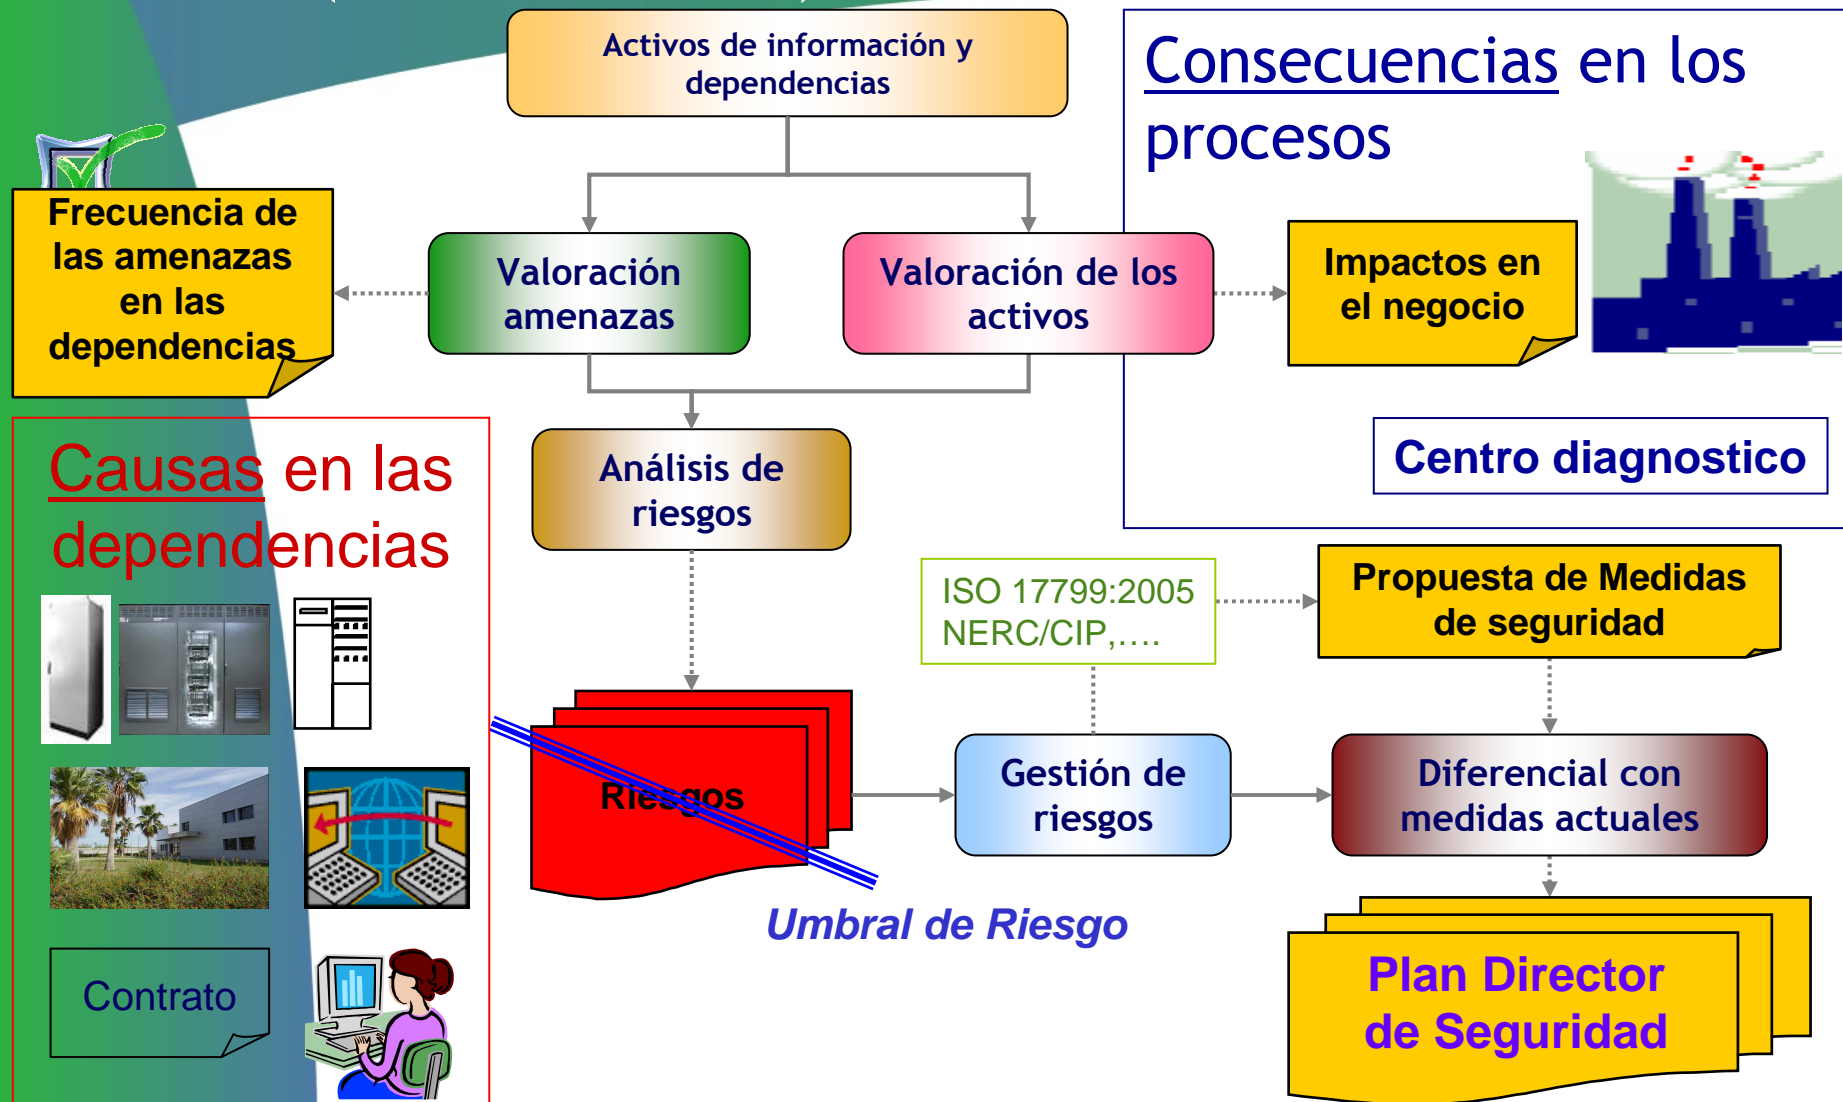 Activos de información y
dependencias
Consecuencias en los
procesos
Frecuencia de
las amenazas
en las
dependencias
Valoración
amenazas
Valoración de los
activos
Impactos en
el negocio
Centro diagnostico
Causas en las
dependencias
Análisis de
riesgos
ISO 17799:2005
NERC/CIP,....
Propuesta de Medidas
de seguridad
Riesgos
Gestión de
riesgos
Diferencial con
medidas actuales
Umbral de Riesgo
Contrato
Plan Director
de Seguridad